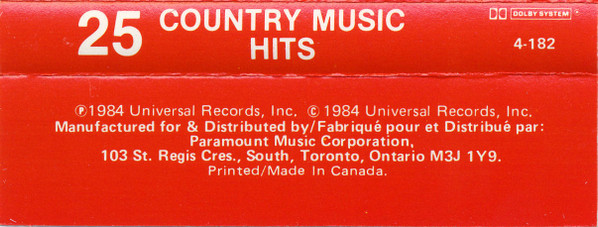 25 COUNTRY MUSIC
HITS
DOLBY SYSTEM
4-182
℗1984 Universal Records, Inc. ©1984 Universal Records, Inc.
Manufactured for & Distributed by/Fabriqué pour et Distribué par:
Paramount Music Corporation,
103 St. Regis Cres., South, Toronto, Ontario M3J 1Y9.
Printed/Made In Canada.